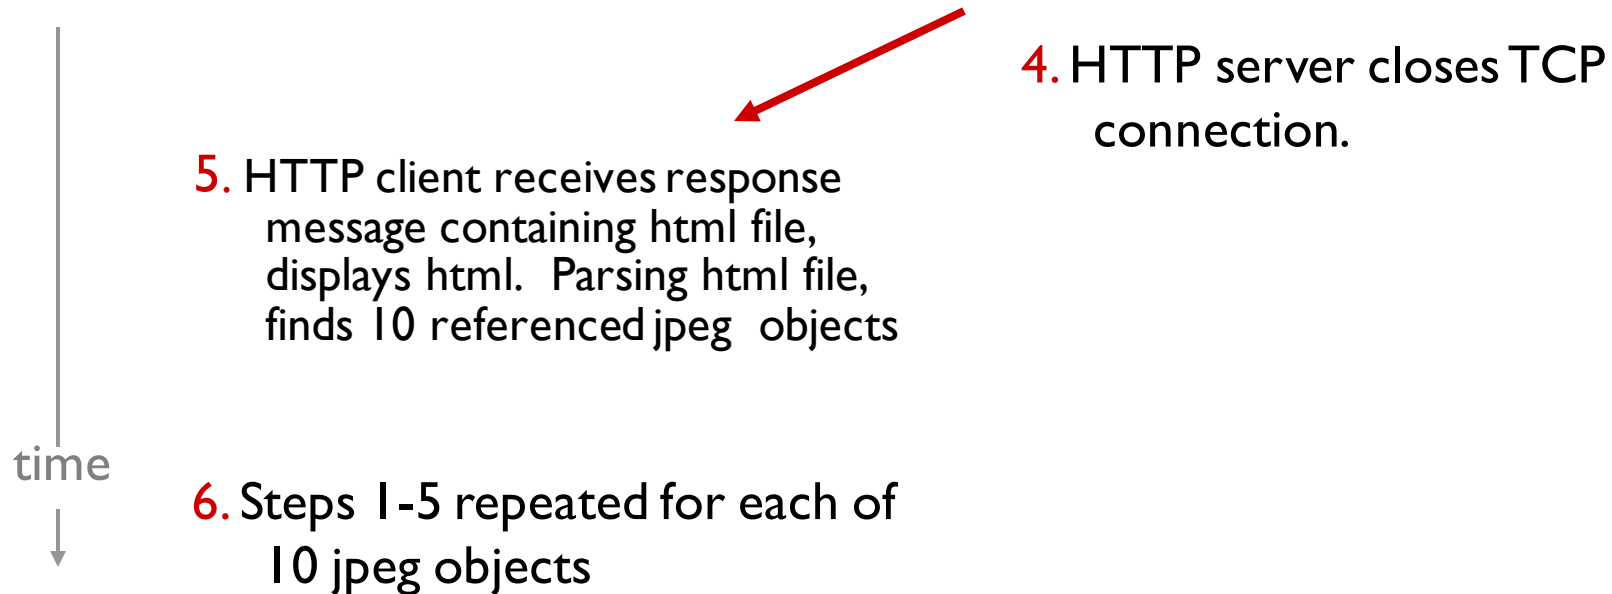 4. HTTP server closes TCP
connection.
5. HTTP client receives response
message containing html file,
displays html. Parsing html file,
finds 10 referenced jpeg objects
time
6. Steps 1-5 repeated for each of
10 jpeg objects